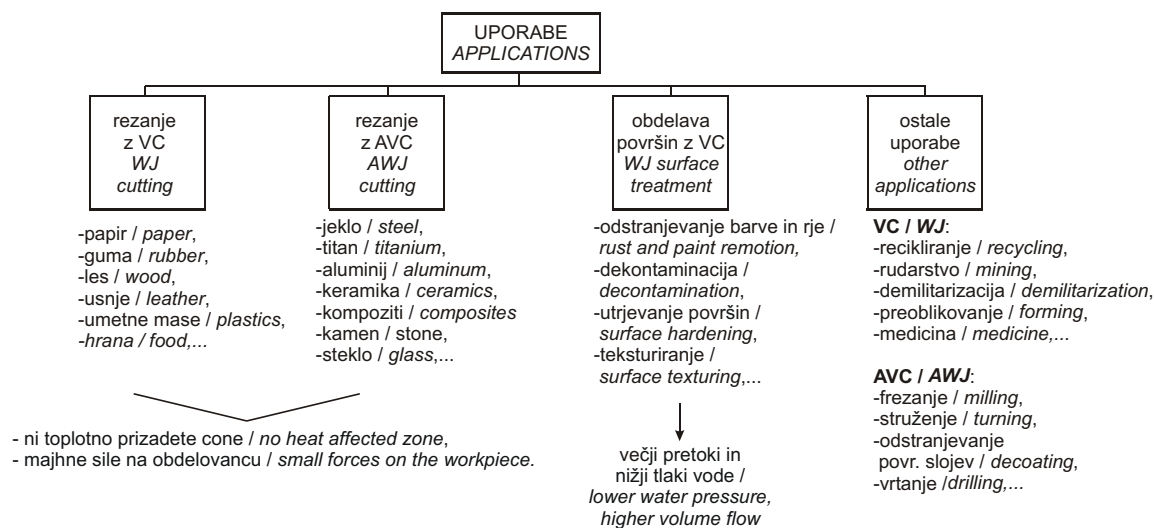 UPORABE
APPLICATIONS
rezanje
z VC
WJ
cutting
-papir / paper,
-guma / rubber,
-les / wood,
-usnje / leather,
-umetne mase / plastics,
-hrana / food,...
rezanje
z AVC
AWJ
cutting
-jeklo / steel,
-titan / titanium,
-aluminij / aluminum,
-keramika / ceramics,
-kompoziti / composites
-kamen / stone,
-steklo / glass,...
- ni toplotno prizadete cone / no heat affected zone,
- majhne sile na obdelovancu / small forces on the workpiece.
obdelava
površin z VC
WJ surface
treatment
-odstranjevanje barve in rje /
rust and paint remotion,
-dekontaminacija /
decontamination,
-utrjevanje površin /
surface hardening,
-teksturiranje /
surface texturing,...
večji pretoki in
nižji tlaki vode /
lower water pressure,
higher volume flow
ostale
uporabe
other
applications
VC / WJ:
-recikliranje / recycling,
-rudarstvo / mining,
-demilitarizacija / demilitarization,
-preoblikovanje / forming,
-medicina / medicine,...
AVC / AWJ:
-frezanje / milling,
-struženje / turning,
-odstranjevanje
povr. slojev / decoating,
-vrtanje /drilling,...